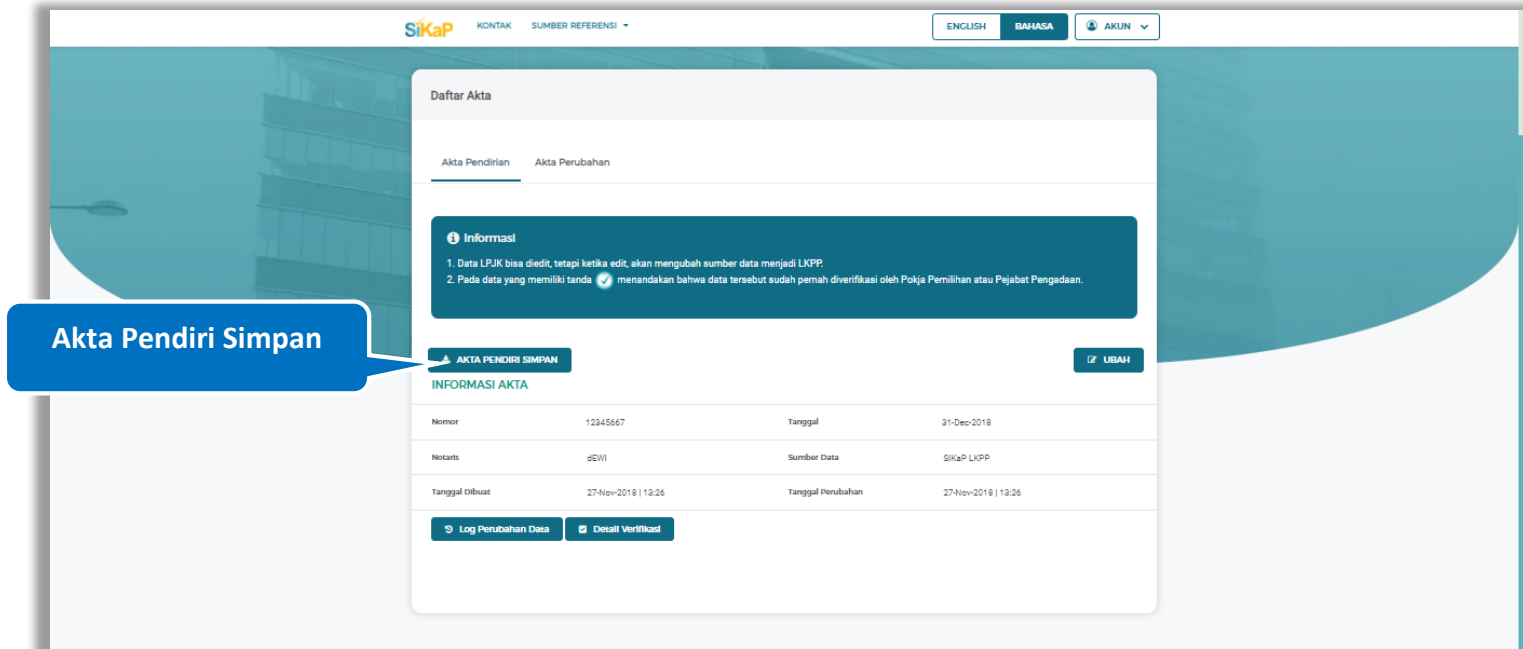 SIKaP KONTAK SUMBER REFERENSI ENGLISH BAHASA AKUN
Daftar Akta
Akta Pendirian Akta Perubahan
Informasi
1. Data LPJK bisa diedit, tetapi ketika edit, akan mengubah sumber data menjadi LKPP.
2. Pada data yang memiliki tanda menandakan bahwa data tersebut sudah pernah diverifikasi oleh Pokja Pemilihan atau Pejabat Pengadaan.
Akta Pendiri Simpan
AKTA PENDIRI SIMPAN UBAH
INFORMASI AKTA
Nomor 12345667 Tanggal 31-Dec-2018
Notaris dEWI Sumber Data SIKaP LKPP
Tanggal Dibuat 27-Nov-2018 | 13:26 Tanggal Perubahan 27-Nov-2018 | 13:26
Log Perubahan Data Detail Verifikasi